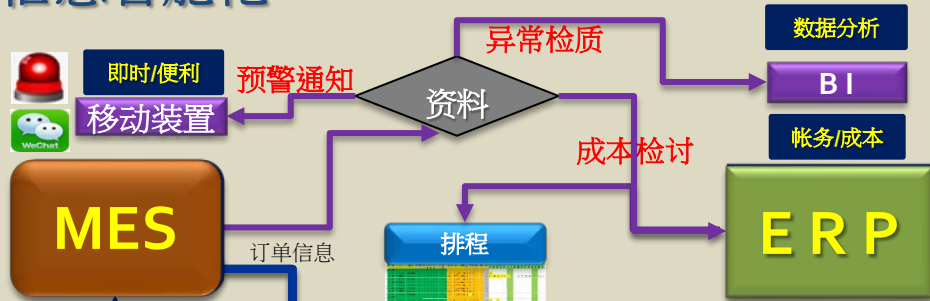 异常检质
数据分析
即时/便利
预警通知
BI
移动装置
资料
WeChat
帐务/成本
成本检讨
MES
ERP
订单信息
排程